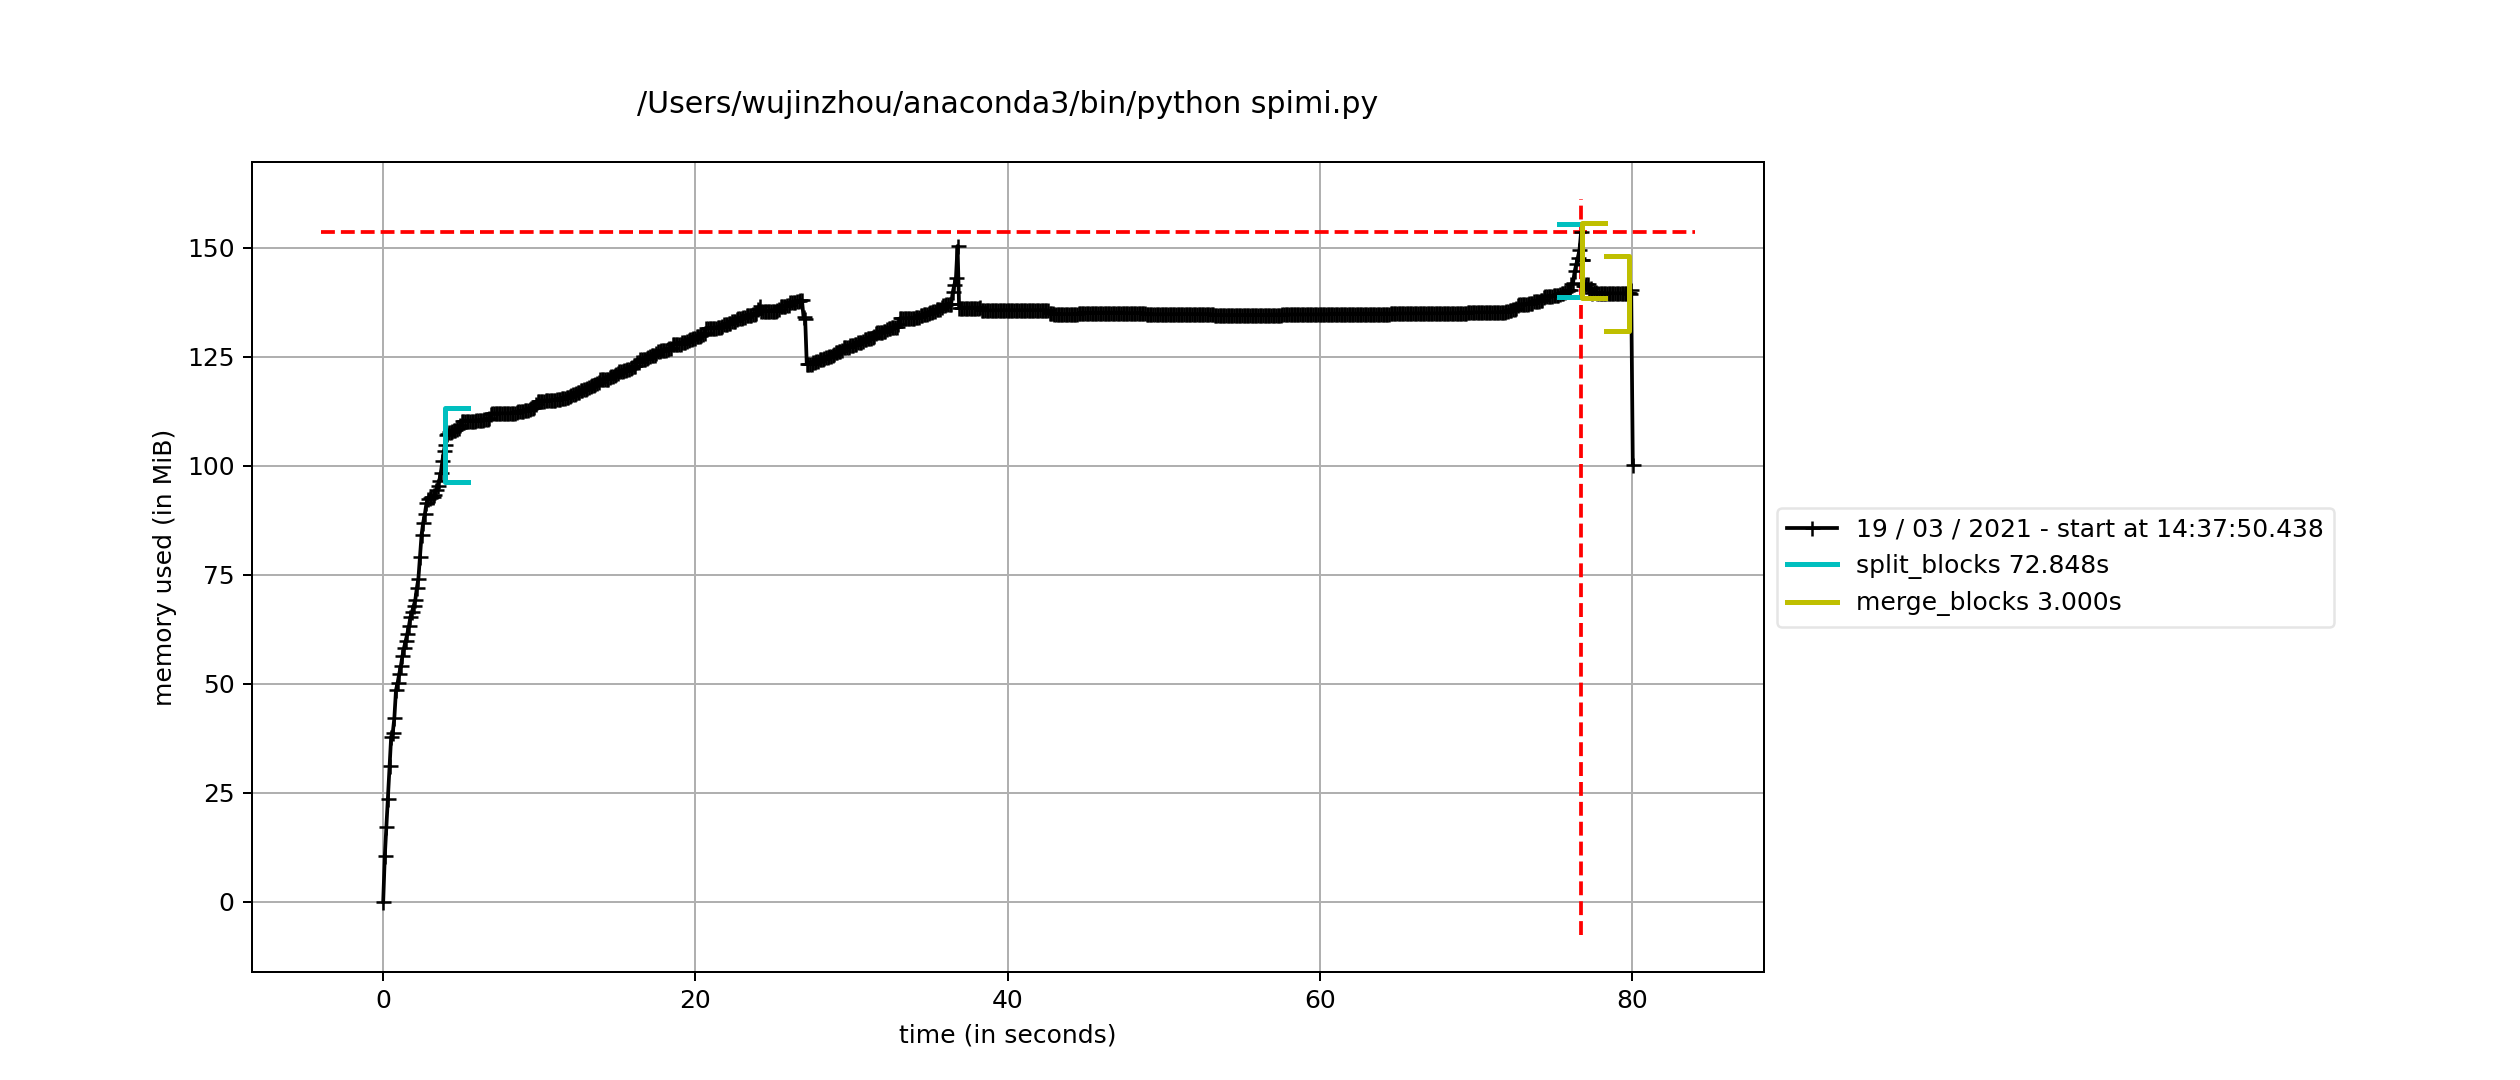 /Users/wujinzhou/anaconda3/bin/python spimi.py
memory used (in MiB)
150
125
100
75
50
25
0
0 20 40 60 80
time (in seconds)
19 / 03 / 2021 - start at 14:37:50.438
split_blocks 72.848s
merge_blocks 3.000s